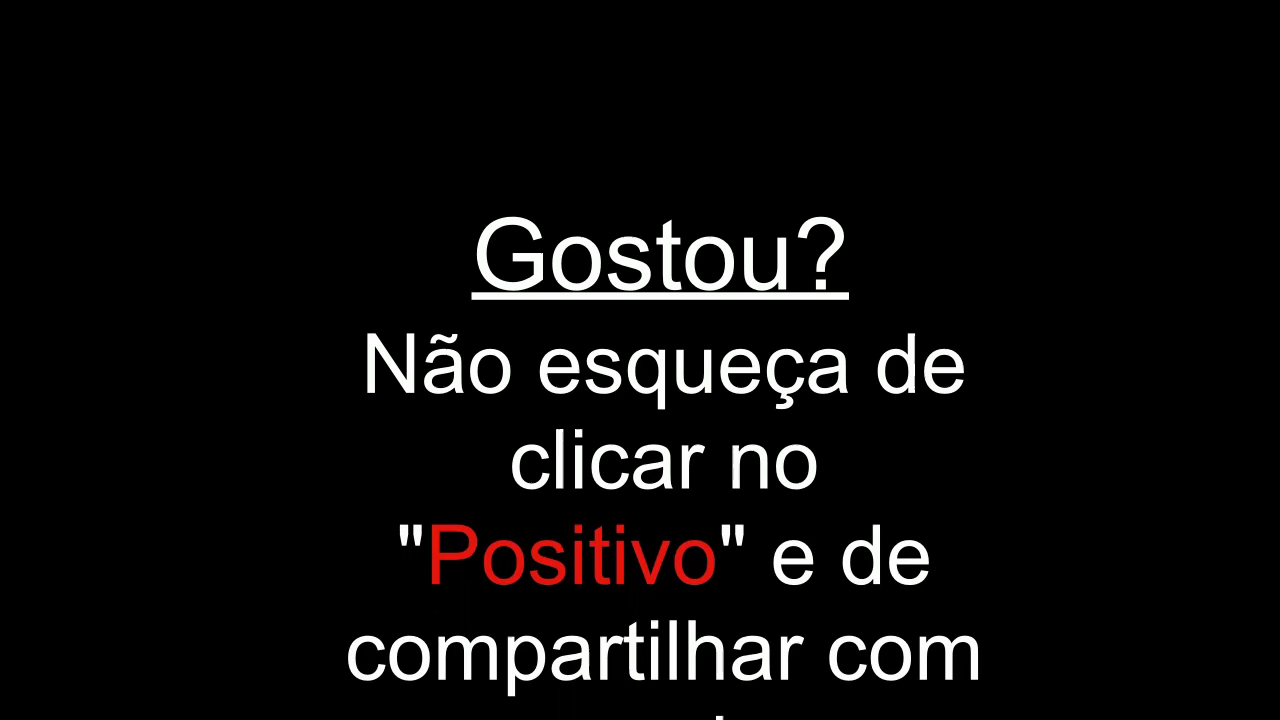 Gostou?
Não esqueça de
clicar no
"Positivo" e de
compartilhar com